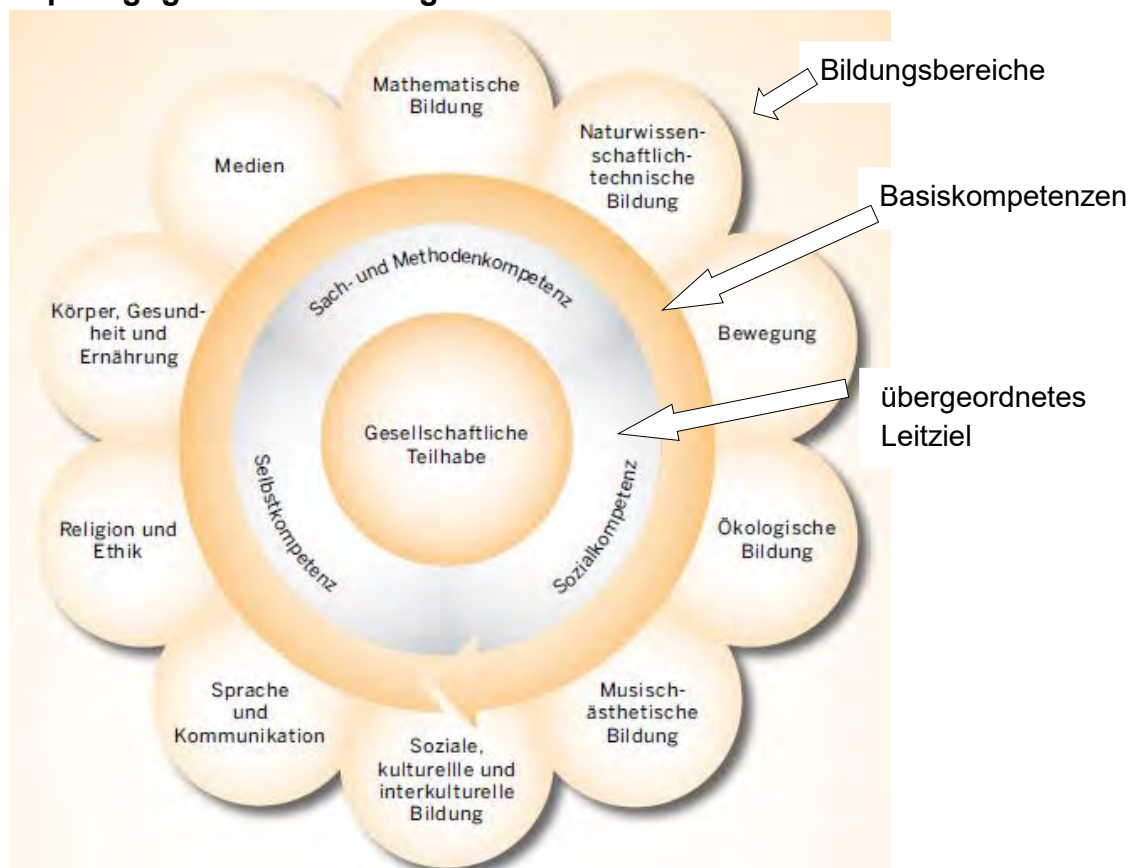 Mathematische
Bildung
Naturwissen-
schaftlich-
technische
Bildung
Bewegung
Ökologische
Bildung
Musisch-
ästhetische
Bildung
Soziale,
kulturellle und
interkulturelle
Bildung
Sprache
und
Kommunikation
Religion und
Ethik
Körper, Gesund-
heit und
Ernährung
Medien
Sach- und Methodenkompetenz
Sozialkompetenz
Selbstkompetenz
Gesellschaftliche
Teilhabe
Bildungsbereiche
Basiskompetenzen
übergeordnetes
Leitziel